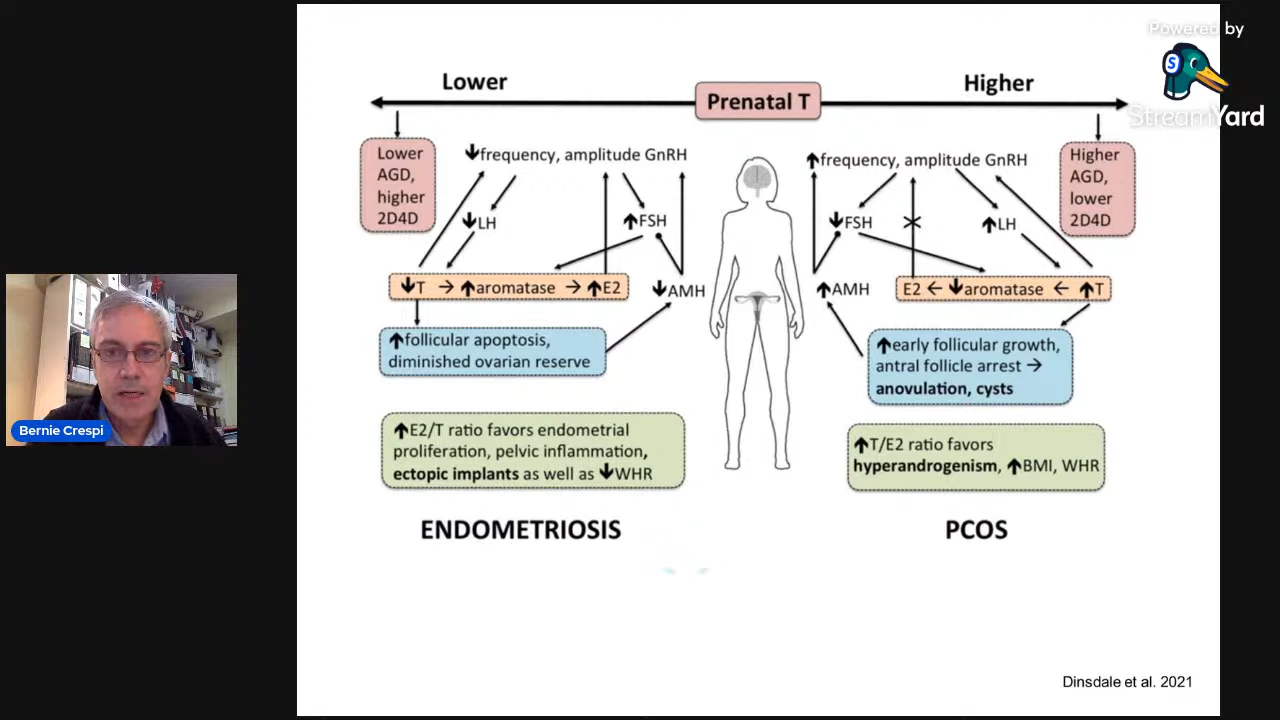 Powered by
StreamYard
Lower
Prenatal T
Higher
Lower
AGD,
higher
2D4D
↓frequency, amplitude GnRH
↓LH
↑FSH
↓T → ↑aromatase → ↑E2
↓AMH
↑follicular apoptosis,
diminished ovarian reserve
↑E2/T ratio favors endometrial
proliferation, pelvic inflammation,
ectopic implants as well as ↓WHR
ENDOMETRIOSIS
↑frequency, amplitude GnRH
Higher
AGD,
lower
2D4D
↓FSH
↑LH
↑AMH
E2 ← ↓aromatase ← ↑T
↑early follicular growth,
antral follicle arrest →
anovulation, cysts
↑T/E2 ratio favors
hyperandrogenism, ↑BMI, WHR
PCOS
Bernie Crespi
Dinsdale et al. 2021